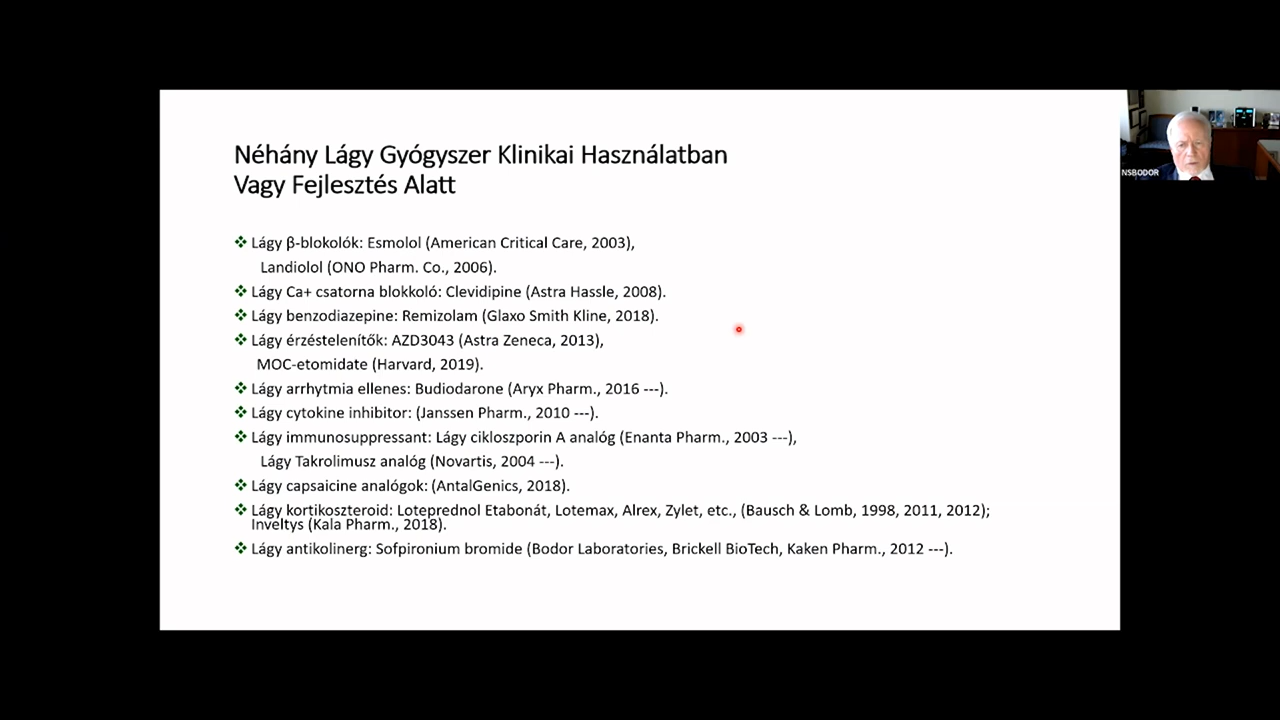 Néhány Lágy Gyógyszer Klinikai Használatban
Vagy Fejlesztés Alatt
NSBODOR
❖ Lágy β-blokolók: Esmolol (American Critical Care, 2003),
Landiolol (ONO Pharm. Co., 2006).
❖ Lágy Ca+ csatorna blokkoló: Clevidipine (Astra Hassle, 2008).
❖ Lágy benzodiazepine: Remizolam (Glaxo Smith Kline, 2018).
❖ Lágy érzéstelenítők: AZD3043 (Astra Zeneca, 2013),
MOC-etomidate (Harvard, 2019).
❖ Lágy arrhytmia ellenes: Budiodarone (Aryx Pharm., 2016 ---).
❖ Lágy cytokine inhibitor: (Janssen Pharm., 2010 ---).
❖ Lágy immunosuppressant: Lágy cikloszporin A analóg (Enanta Pharm., 2003 ---),
Lágy Takrolimusz analóg (Novartis, 2004 ---).
❖ Lágy capsaicine analógok: (AntalGenics, 2018).
❖ Lágy kortikoszteroid: Loteprednol Etabonát, Lotemax, Alrex, Zylet, etc., (Bausch & Lomb, 1998, 2011, 2012);
Inveltys (Kala Pharm., 2018).
❖ Lágy antikolinerg: Sofpironium bromide (Bodor Laboratories, Brickell BioTech, Kaken Pharm., 2012 ---).